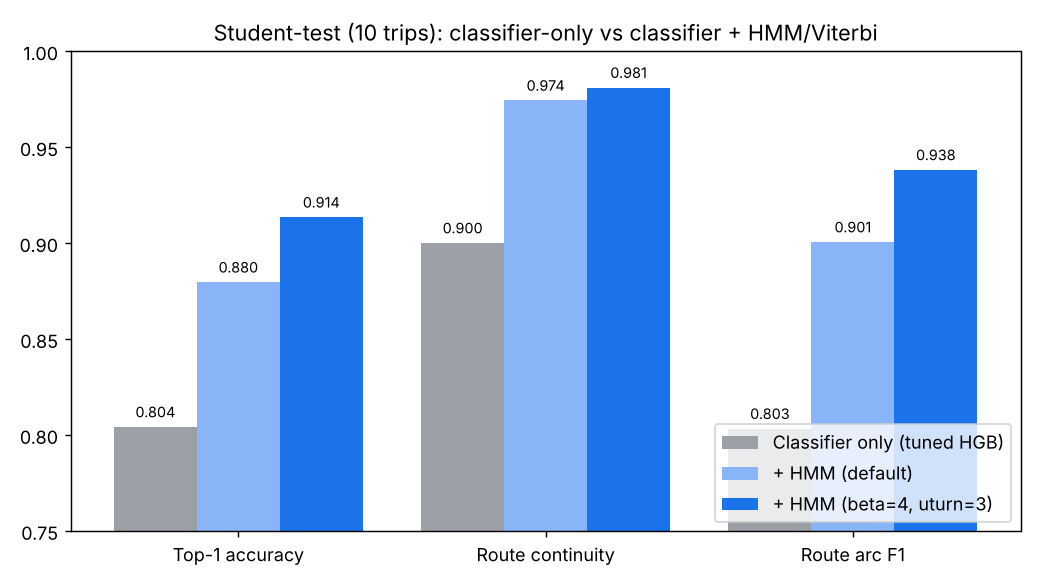 Student-test (10 trips): classifier-only vs classifier + HMM/Viterbi
1.00
0.95
0.90
0.85
0.80
0.75
0.804
0.880
0.914
0.900
0.974
0.981
0.803
0.901
0.938
Classifier only (tuned HGB)
+ HMM (default)
+ HMM (beta=4, uturn=3)
Top-1 accuracy
Route continuity
Route arc F1